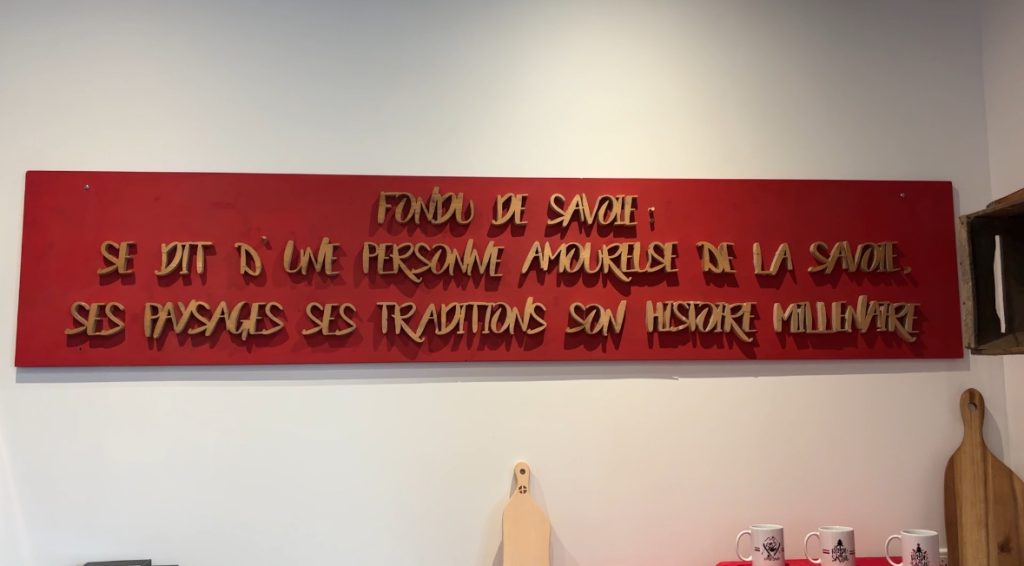 FONDU DE SAVOIE :
SE DIT D'UNE PERSONNE AMOUREUSE DE LA SAVOIE,
SES PAYSAGES SES TRADITIONS SON HISTOIRE MILLENAIRE